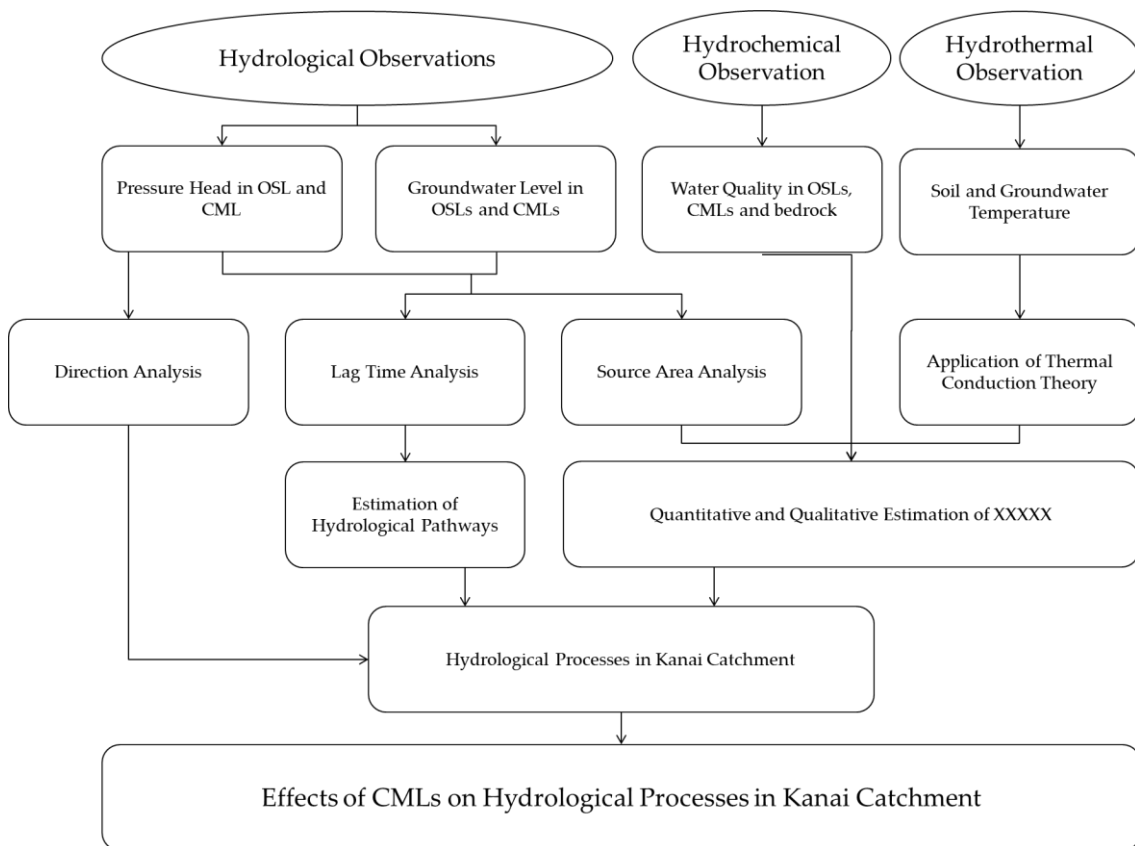 Hydrological Observations
Hydrochemical
Observation
Hydrothermal
Observation
Pressure Head in OSL and
CML
Groundwater Level in
OSLs and CMLs
Water Quality in OSLs,
CMLs and bedrock
Soil and Groundwater
Temperature
Direction Analysis
Lag Time Analysis
Source Area Analysis
Application of Thermal
Conduction Theory
Estimation of
Hydrological Pathways
Quantitative and Qualitative Estimation of XXXXX
Hydrological Processes in Kanai Catchment
Effects of CMLs on Hydrological Processes in Kanai Catchment